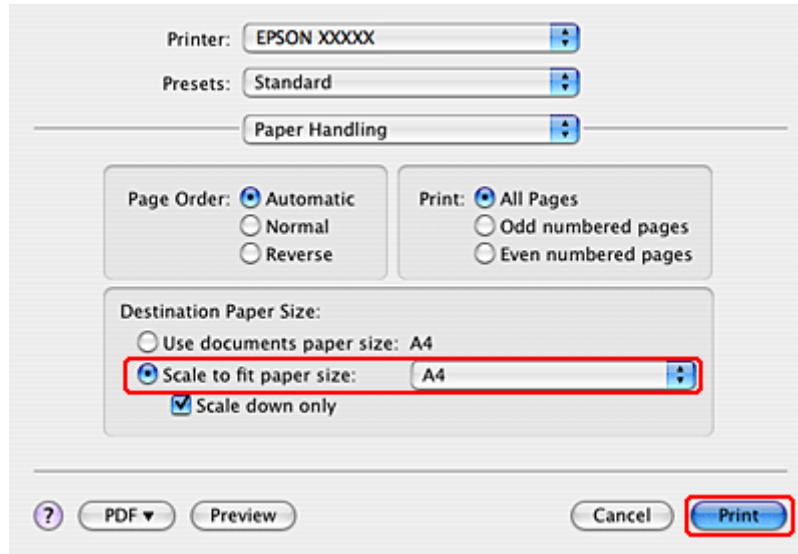 Printer: EPSON XXXXX
Presets: Standard
Paper Handling
Page Order: Automatic Print: All Pages
Normal Odd numbered pages
Reverse Even numbered pages
Destination Paper Size:
Use documents paper size: A4
Scale to fit paper size: A4
Scale down only
? PDF Preview Cancel Print